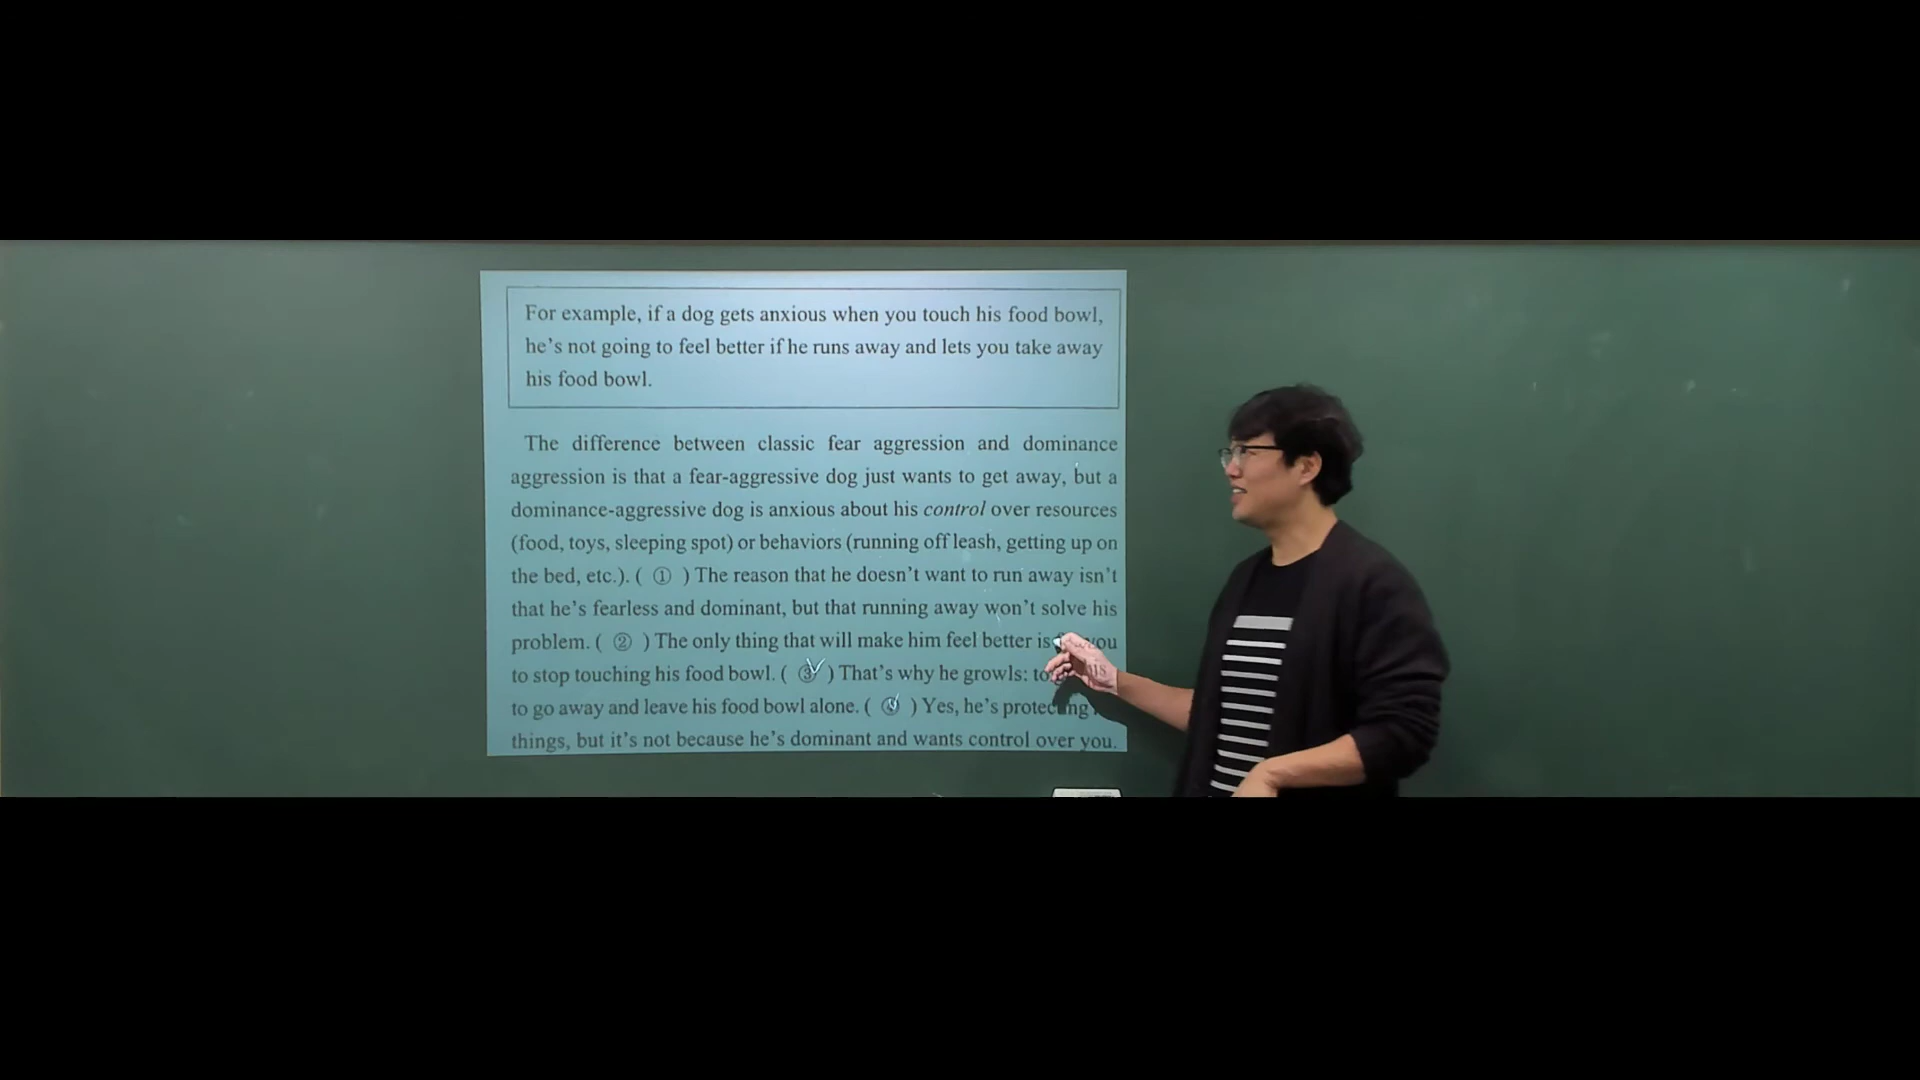 For example, if a dog gets anxious when you touch his food bowl,
he's not going to feel better if he runs away and lets you take away
his food bowl.
The difference between classic fear aggression and dominance
aggression is that a fear-aggressive dog just wants to get away, but a
dominance-aggressive dog is anxious about his control over resources
(food, toys, sleeping spot) or behaviors (running off leash, getting up on
the bed, etc.). ( ① ) The reason that he doesn't want to run away isn't
that he's fearless and dominant, but that running away won't solve his
problem. ( ② ) The only thing that will make him feel better is you
to stop touching his food bowl. ( ③ ) That's why he growls: to
to go away and leave his food bowl alone. ( ④ ) Yes, he's protecting
things, but it's not because he's dominant and wants control over you.